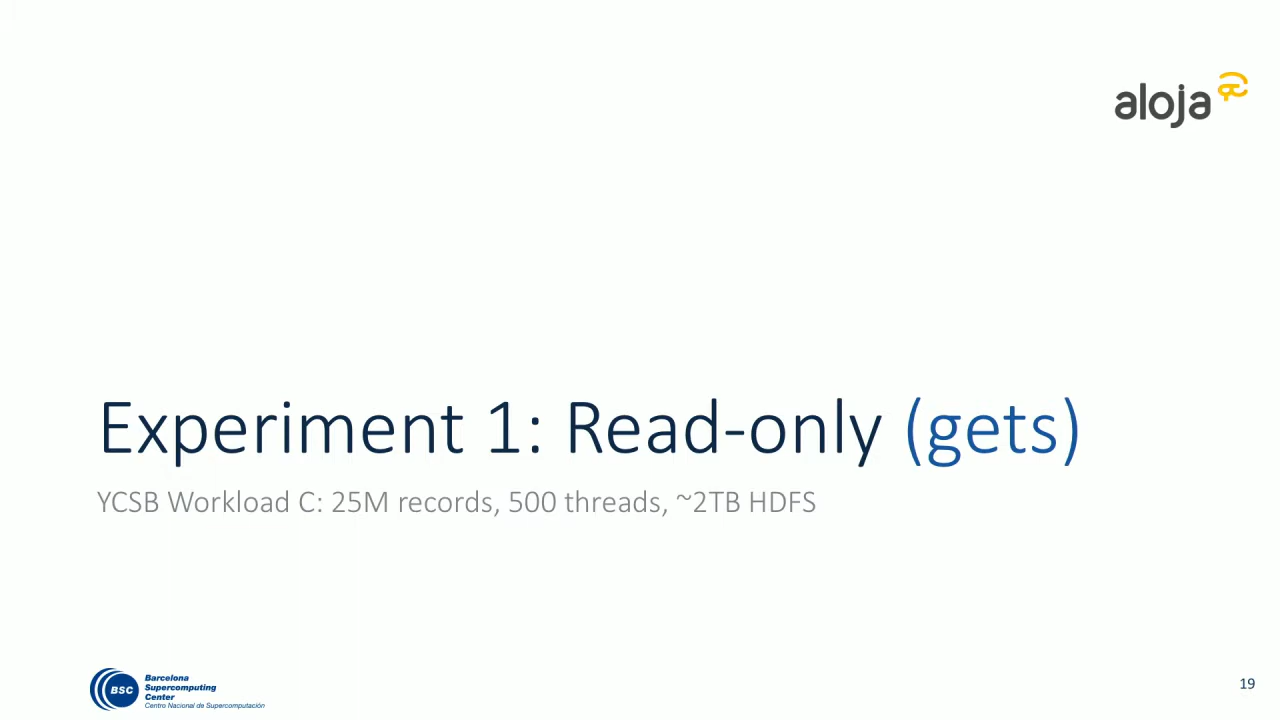 aloja
Experiment 1: Read-only (gets)
YCSB Workload C: 25M records, 500 threads, ~2TB HDFS
BSC
Barcelona
Supercomputing
Center
Centro Nacional de Supercomputación
19